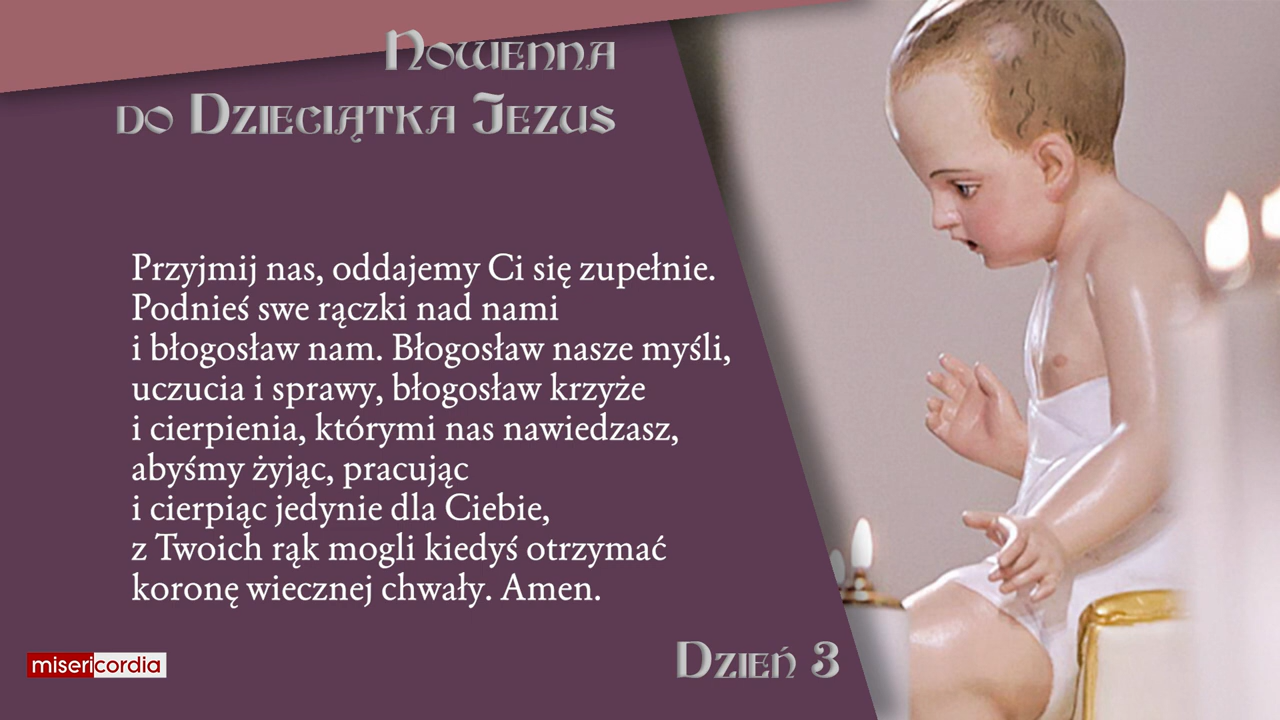 Nowenna
do Dzieciątka Jezus
Przyjmij nas, oddajemy Ci się zupełnie.
Podnieś swe rączki nad nami
i błogosław nam. Błogosław nasze myśli,
uczucia i sprawy, błogosław krzyże
i cierpienia, którymi nas nawiedzasz,
abyśmy żyjąc, pracując
i cierpiąc jedynie dla Ciebie,
z Twoich rąk mogli kiedyś otrzymać
koronę wiecznej chwały. Amen.
Dzień 3
misericordia